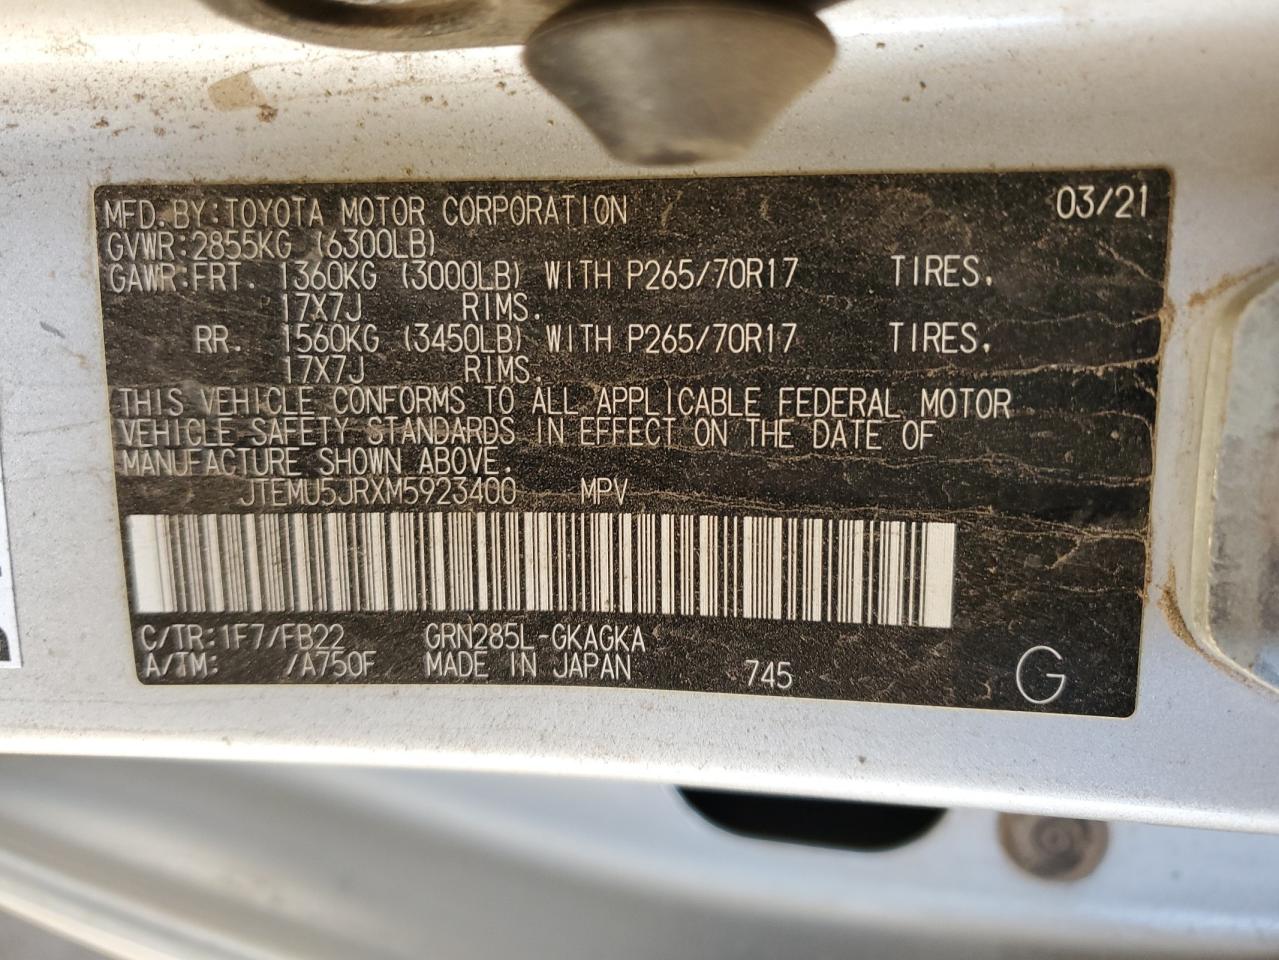 MFD.BY:TOYOTA MOTOR CORPORATION 03/21
GVWR:2855KG (6300LB)
GAWR:FRT. 1360KG (3000LB) WITH P265/70R17 TIRES,
17X7J RIMS.
RR. 1560KG (3450LB) WITH P265/70R17 TIRES,
17X7J RIMS.
THIS VEHICLE CONFORMS TO ALL APPLICABLE FEDERAL MOTOR
VEHICLE SAFETY STANDARDS IN EFFECT ON THE DATE OF
MANUFACTURE SHOWN ABOVE.
JTEMU5JRXM5923400 MPV
C/TR:1F7/FB22 GRN285L-GKAGKA
A/TM: /A750F MADE IN JAPAN 745 G